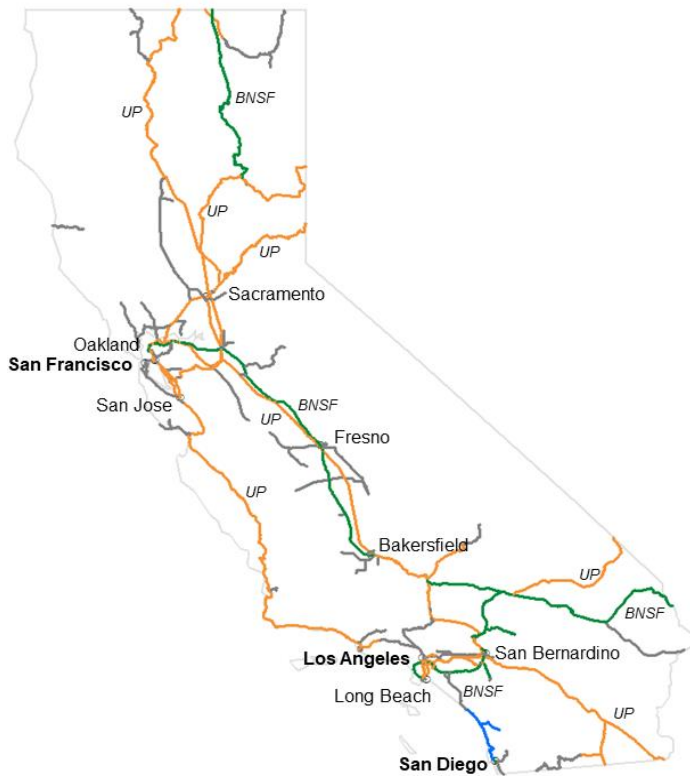 BNSF
UP
UP
UP
Sacramento
Oakland
San Francisco
San Jose
BNSF
UP
Fresno
UP
Bakersfield
UP
BNSF
San Bernardino
Los Angeles
Long Beach
BNSF
UP
San Diego